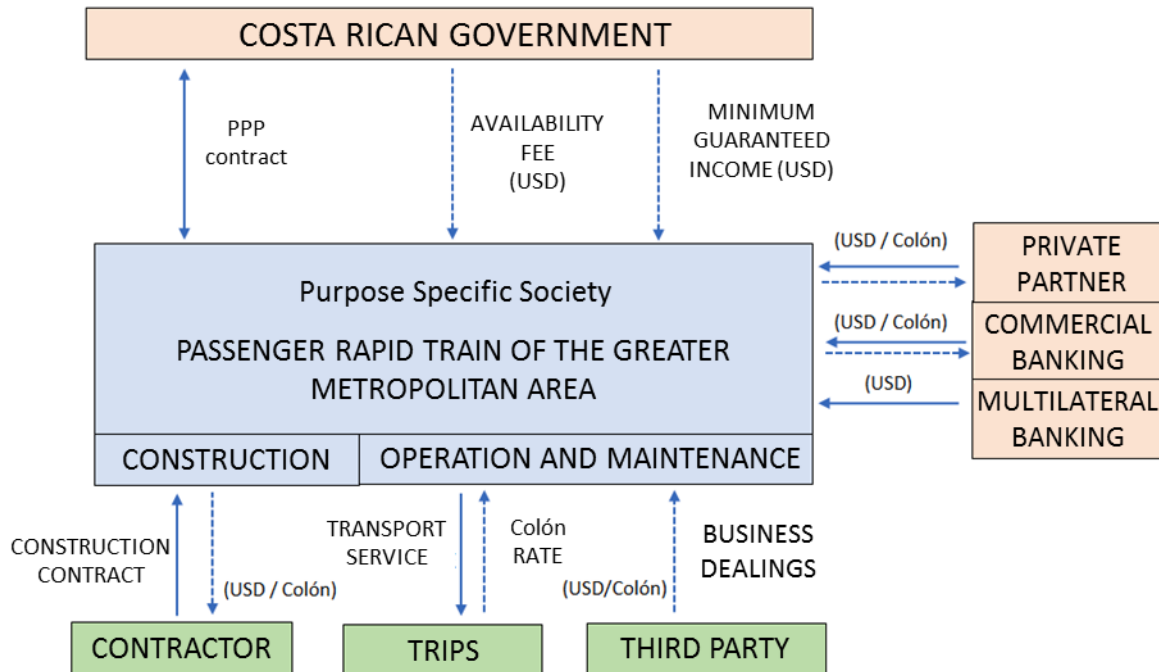 COSTA RICAN GOVERNMENT
PPP
contract
AVAILABILITY
FEE
(USD)
MINIMUM
GUARANTEED
INCOME (USD)
Purpose Specific Society
PASSENGER RAPID TRAIN OF THE GREATER
METROPOLITAN AREA
CONSTRUCTION
OPERATION AND MAINTENANCE
(USD / Colón)
PRIVATE
PARTNER
(USD / Colón)
COMMERCIAL
BANKING
(USD)
MULTILATERAL
BANKING
CONSTRUCTION
CONTRACT
(USD / Colón)
TRANSPORT
SERVICE
Colón
RATE
(USD/Colón)
BUSINESS
DEALINGS
CONTRACTOR
TRIPS
THIRD PARTY